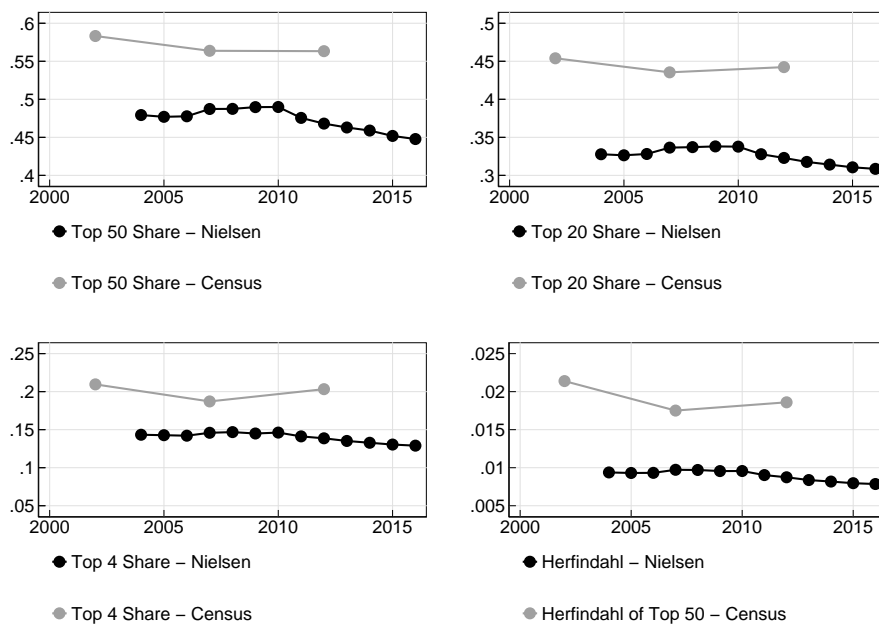 .6
.55
.5
.45
.4
2000 2005 2010 2015
Top 50 Share – Nielsen
Top 50 Share – Census
.5
.45
.4
.35
.3
2000 2005 2010 2015
Top 20 Share – Nielsen
Top 20 Share – Census
.25
.2
.15
.1
.05
2000 2005 2010 2015
Top 4 Share – Nielsen
Top 4 Share – Census
.025
.02
.015
.01
.005
2000 2005 2010 2015
Herfindahl – Nielsen
Herfindahl of Top 50 – Census